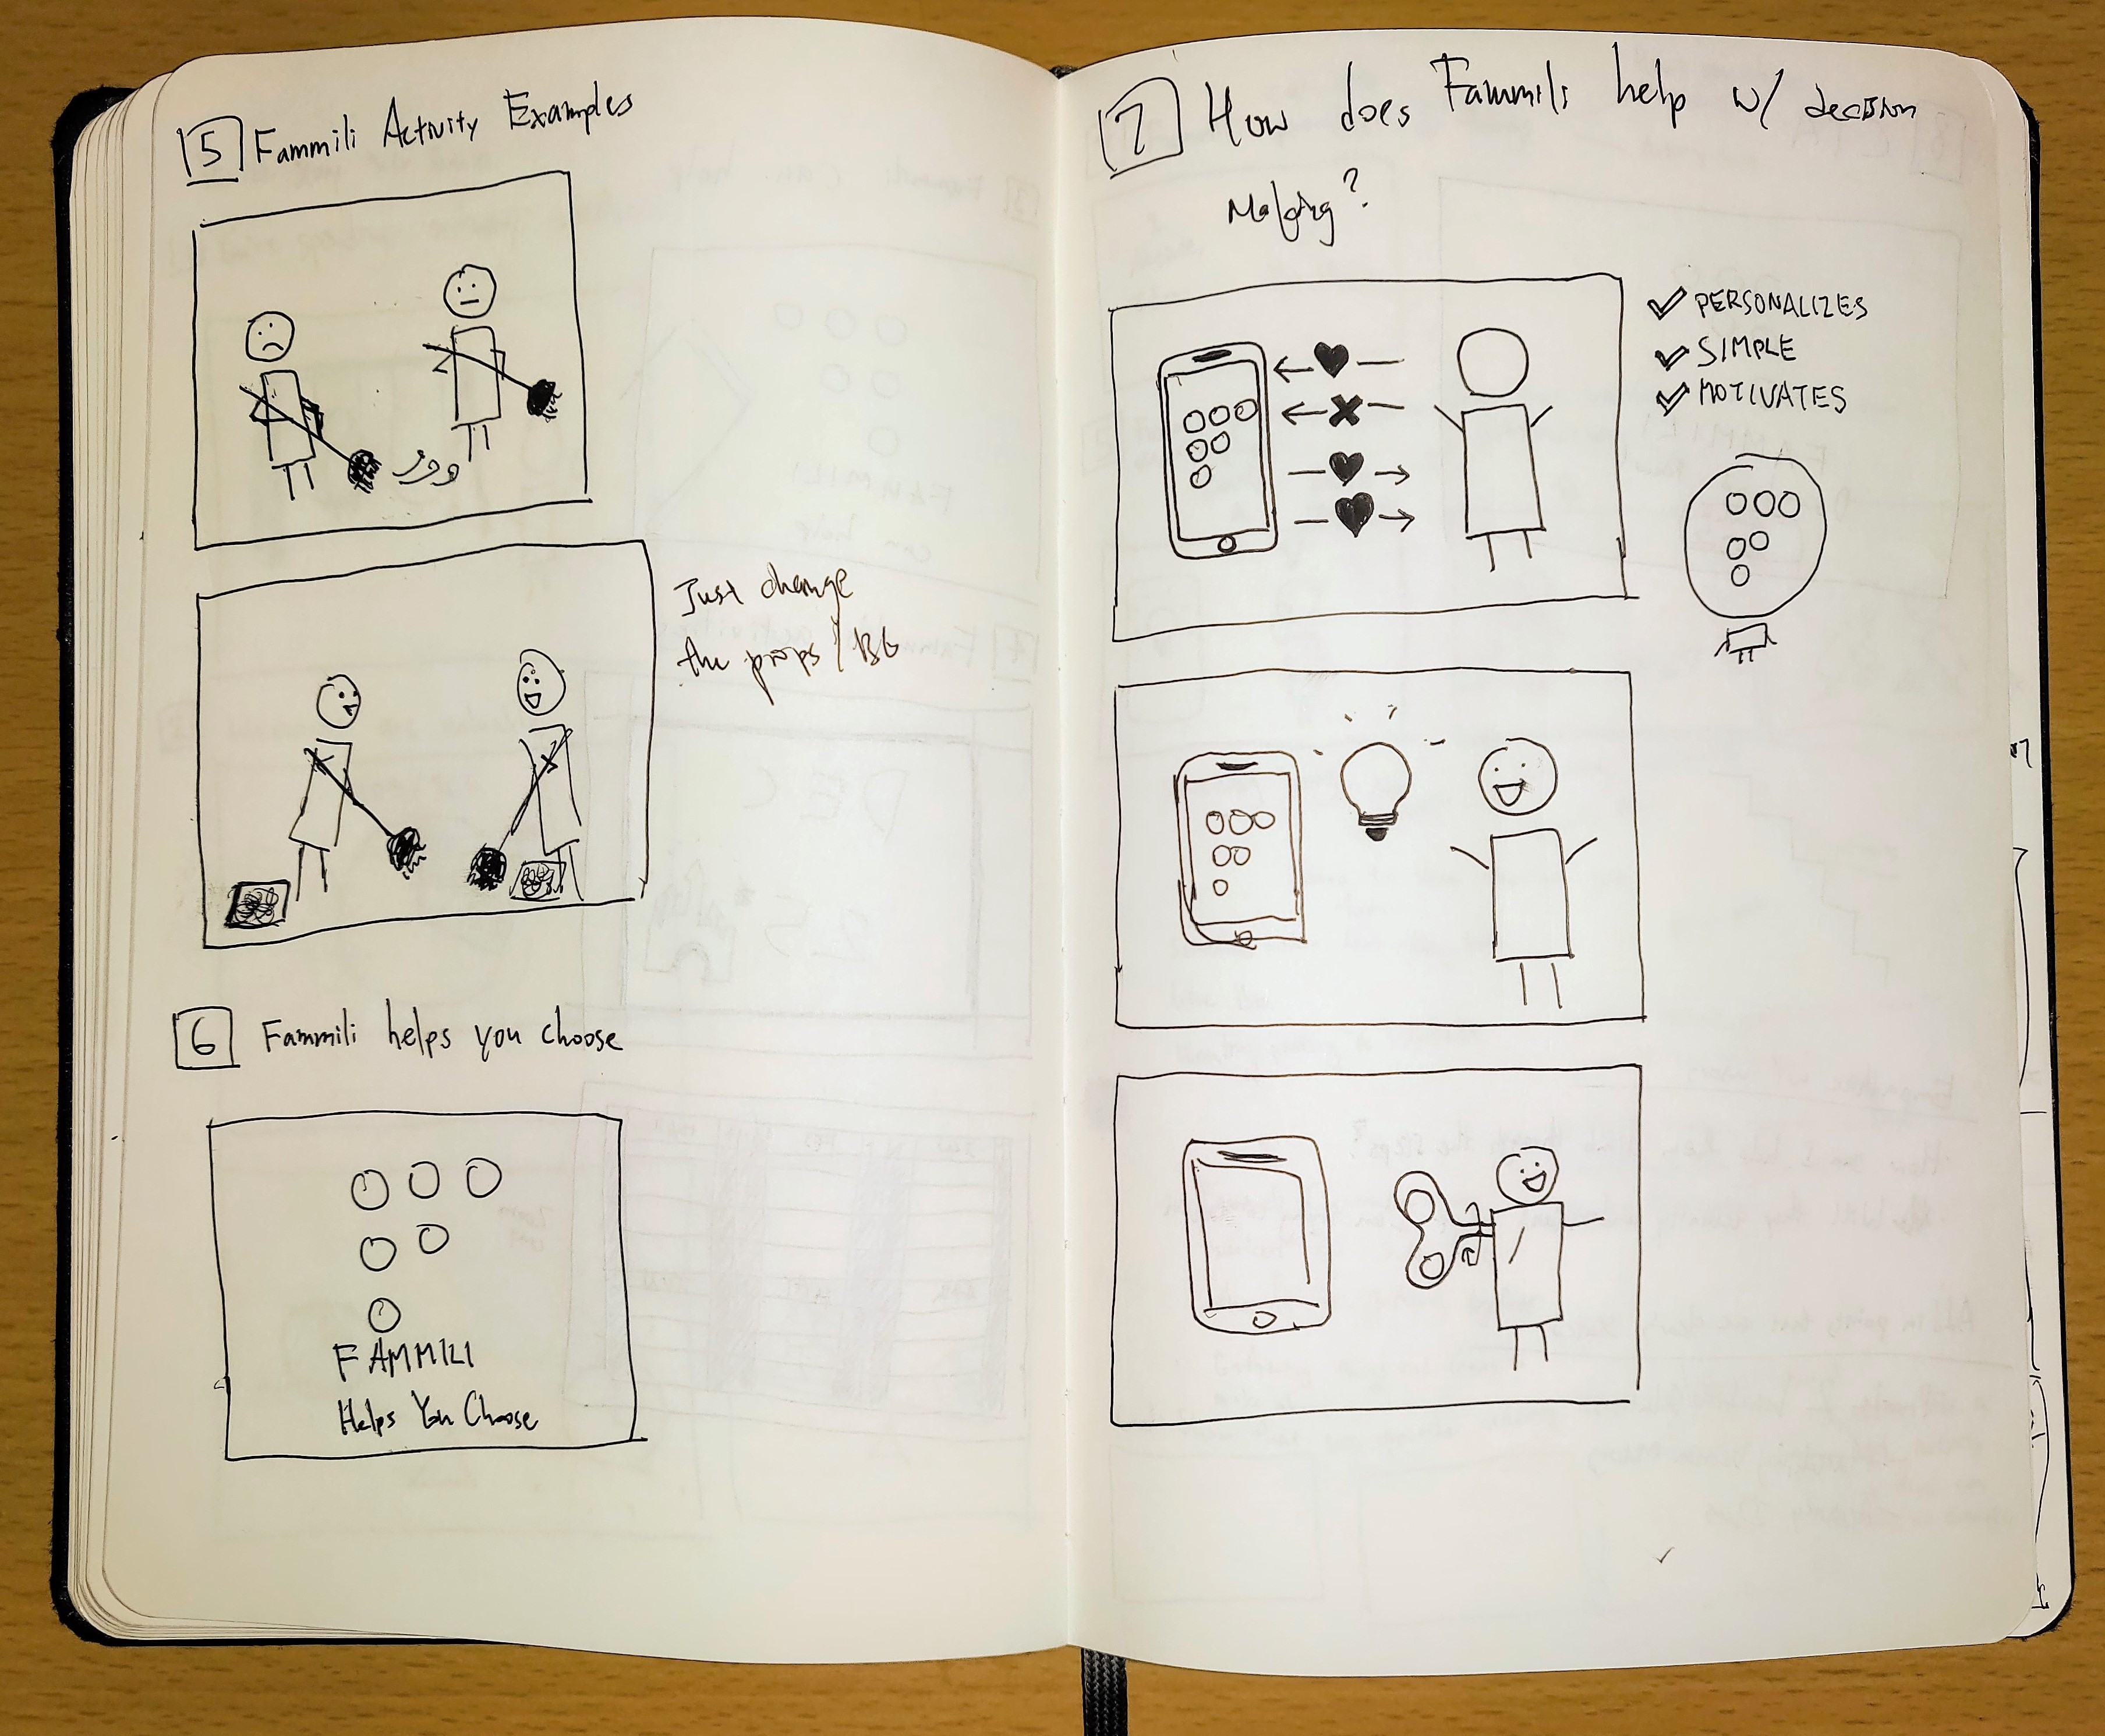 5 Fammili Activity Examples
Just change
the props / BG
6 Fammili helps you choose
FAMMILI
Helps You Choose
7 How does Fammili help w/ decision
Making?
PERSONALIZES
SIMPLE
MOTIVATES